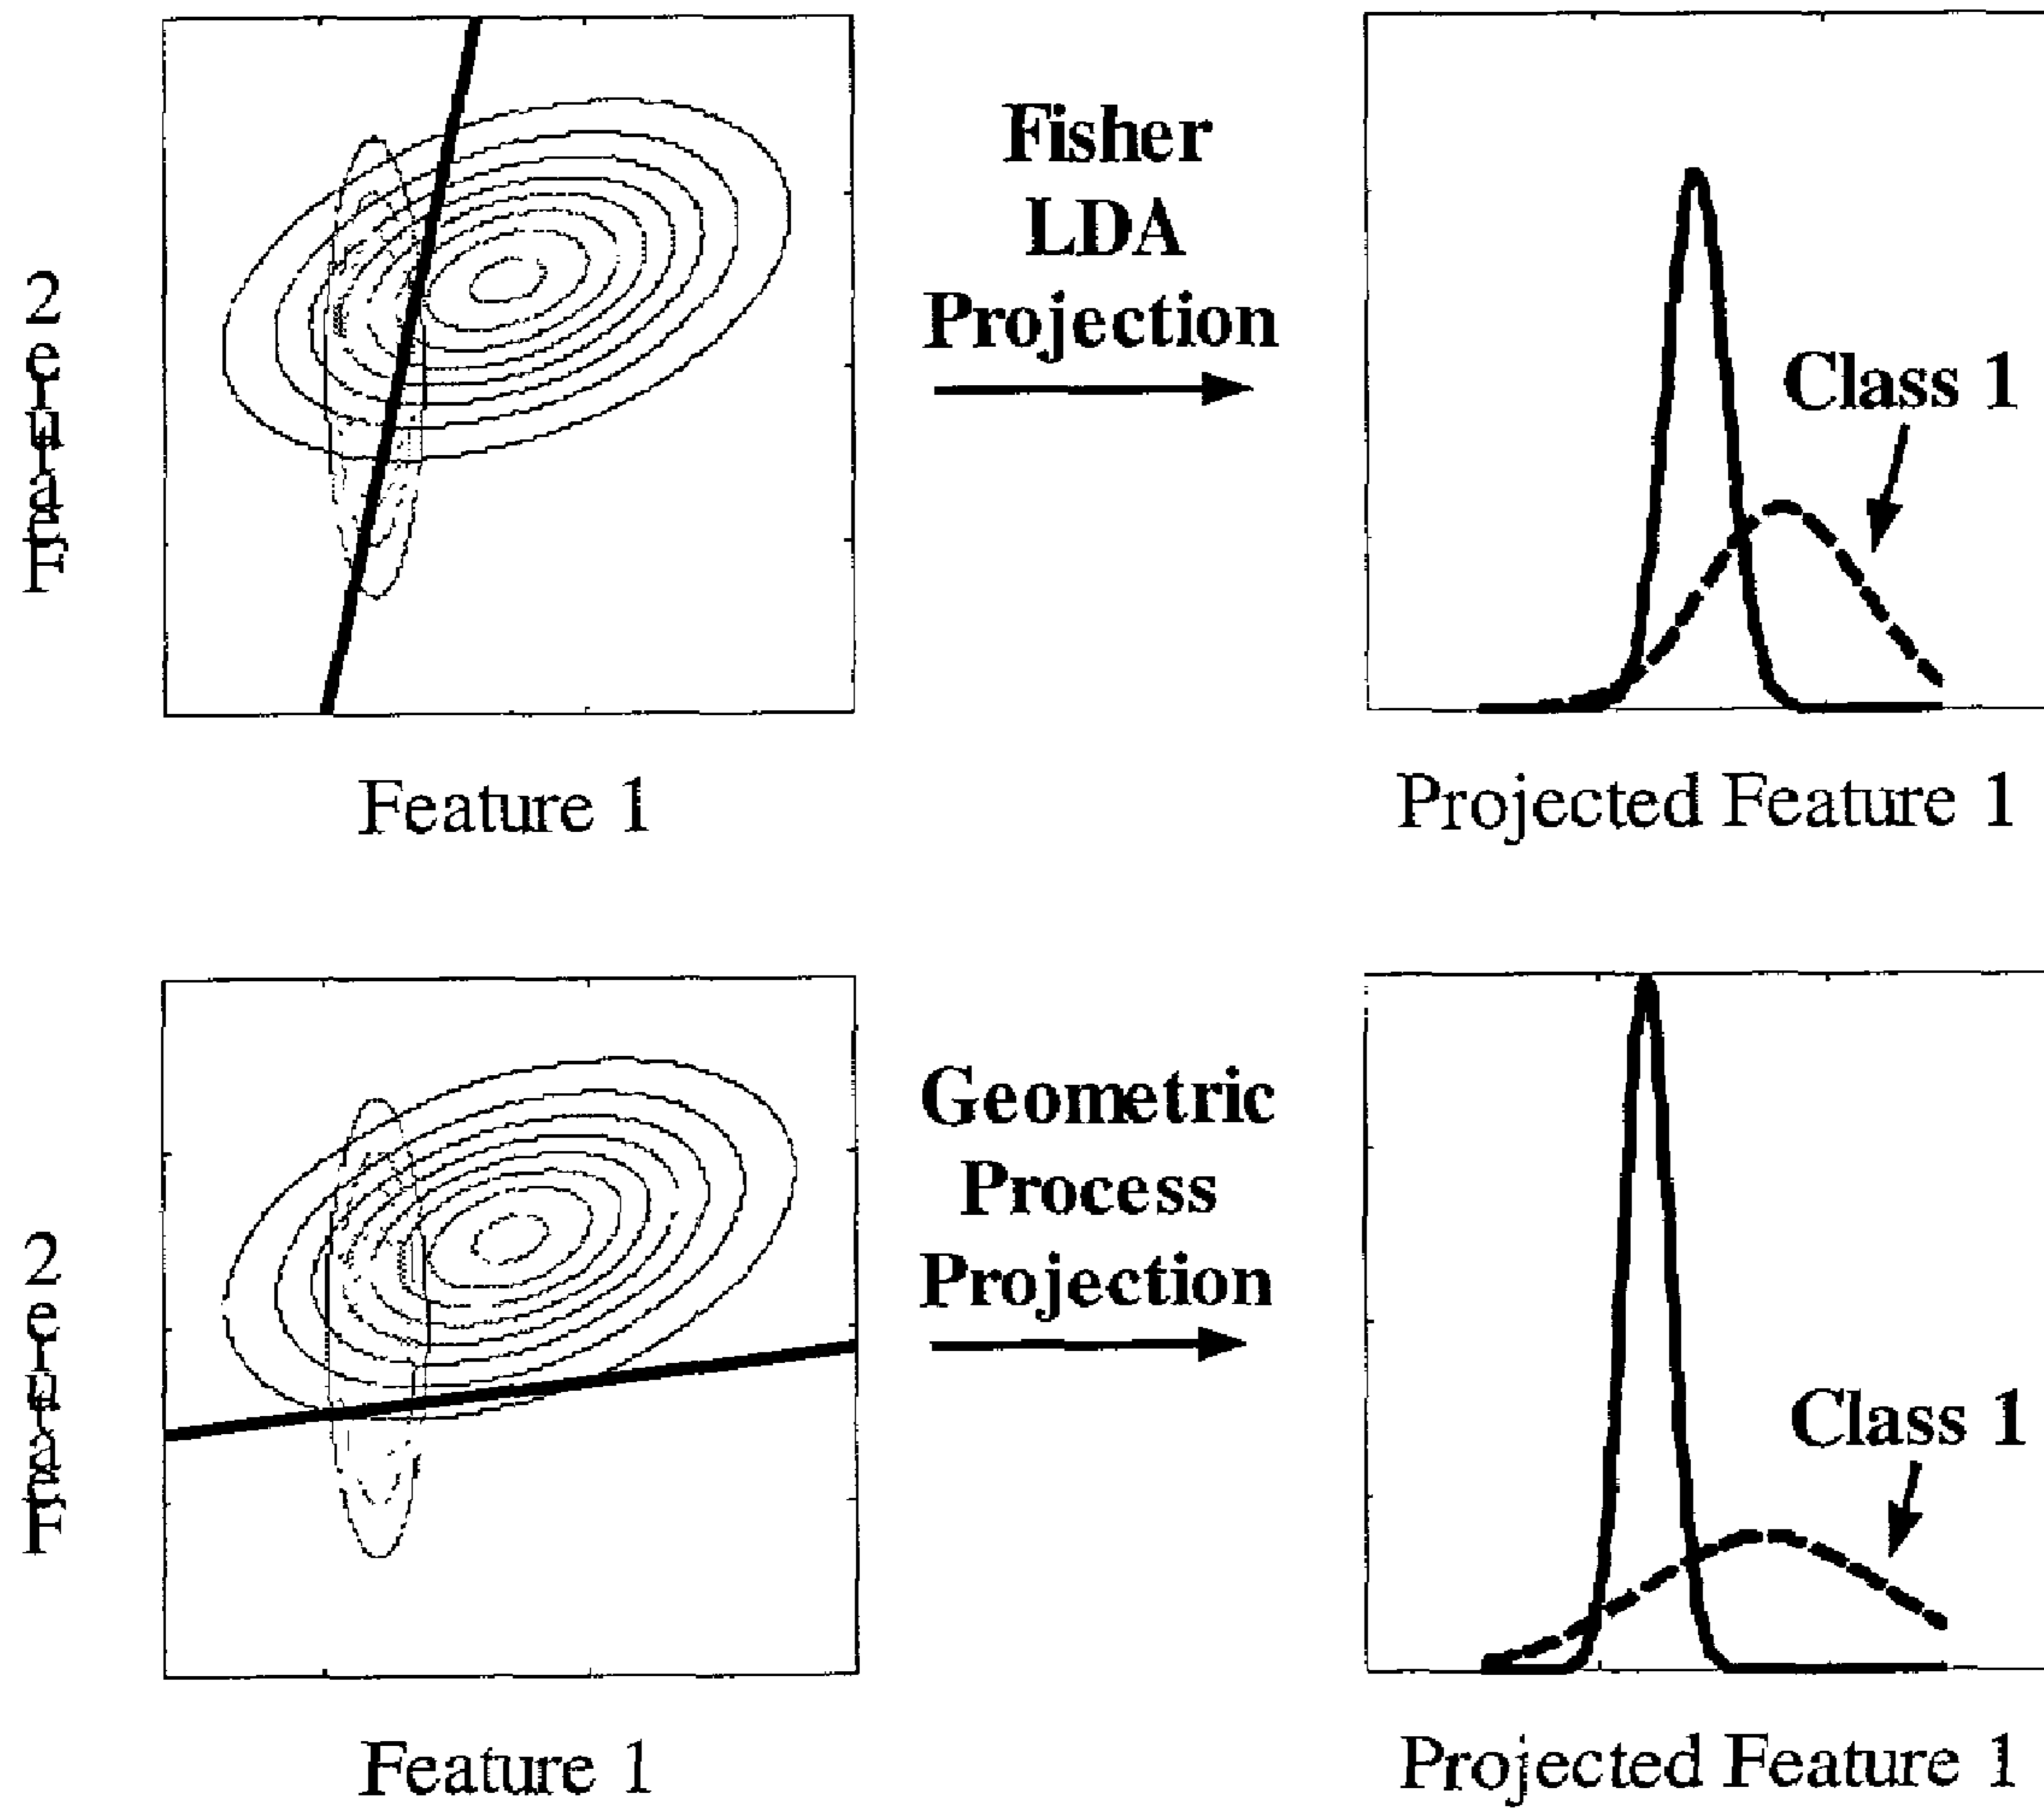 Feature 2
Fisher
LDA
Projection
Class 1
Feature 1
Projected Feature 1
Feature 2
Geometric
Process
Projection
Class 1
Feature 1
Projected Feature 1